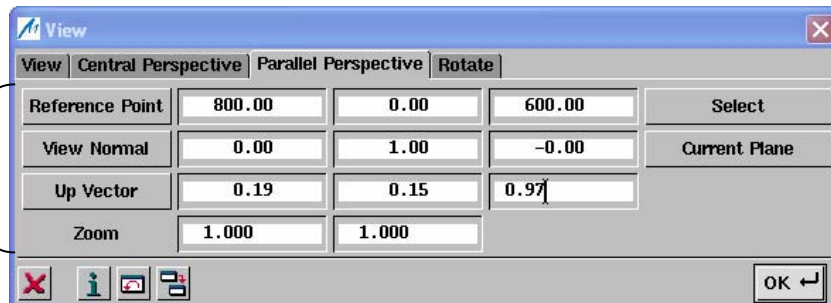 View
View Central Perspective Parallel Perspective Rotate
Reference Point 800.00 0.00 600.00 Select
View Normal 0.00 1.00 -0.00 Current Plane
Up Vector 0.19 0.15 0.97
Zoom 1.000 1.000
OK